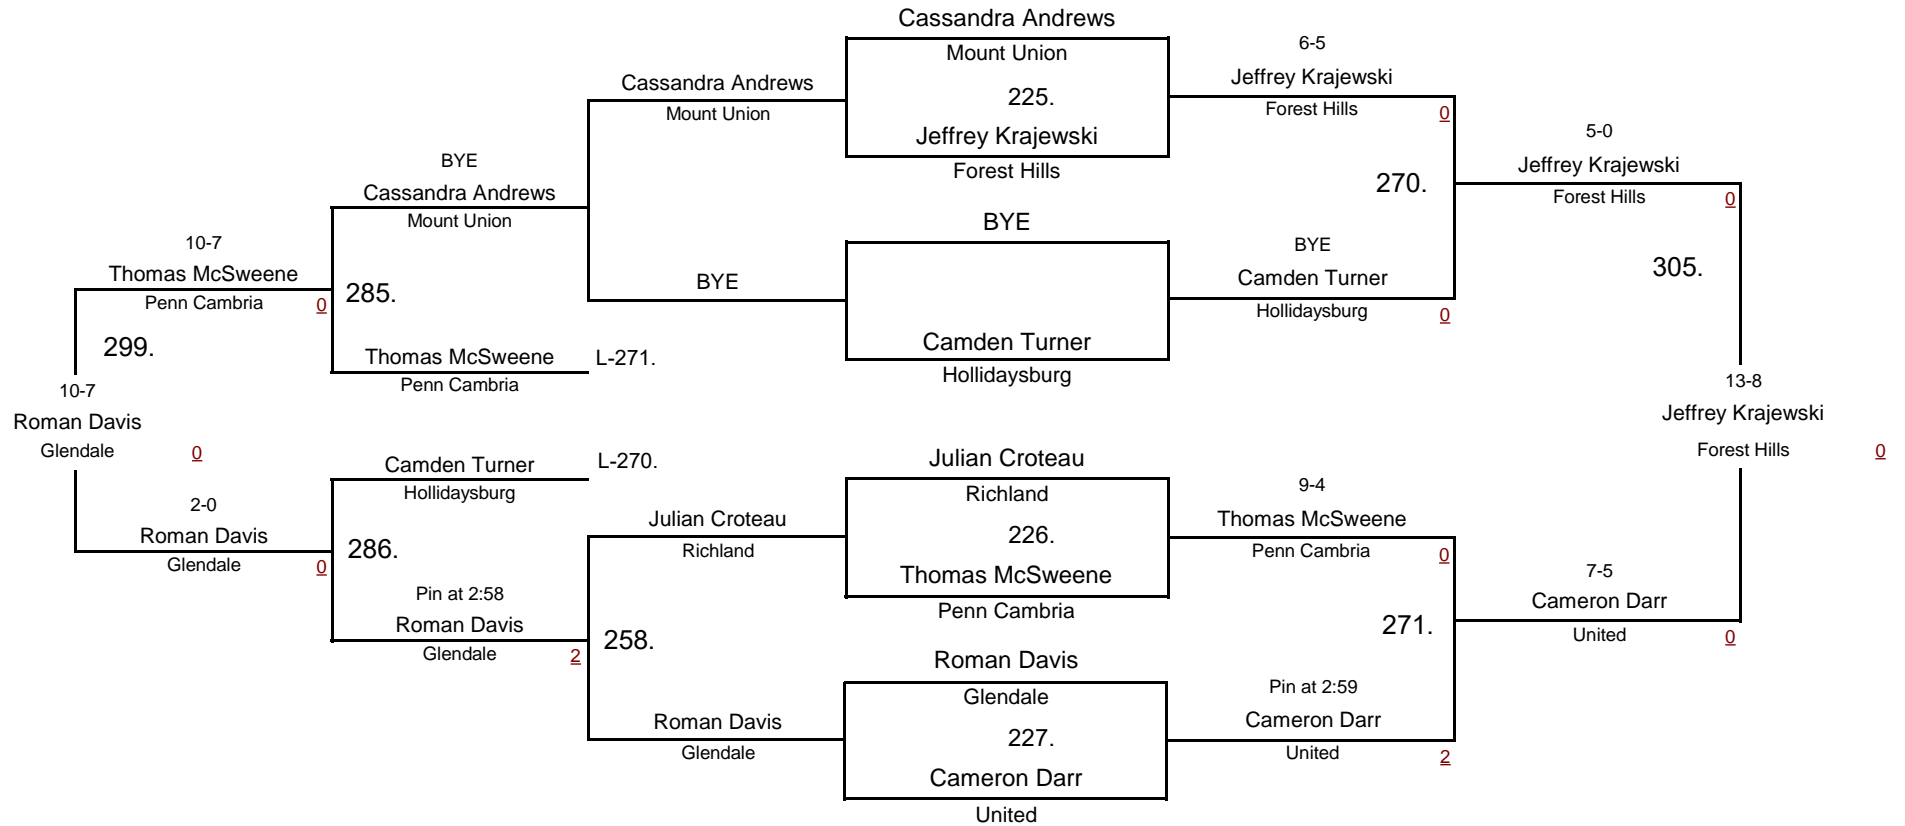 Cassandra Andrews
Mount Union
225.
Jeffrey Krajewski
Forest Hills
BYE
Camden Turner
Hollidaysburg
Julian Croteau
Richland
226.
Thomas McSweene
Penn Cambria
Roman Davis
Glendale
227.
Cameron Darr
United
6-5
Jeffrey Krajewski
Forest Hills
0
270.
BYE
Camden Turner
Hollidaysburg
0
9-4
Thomas McSweene
Penn Cambria
0
271.
Pin at 2:59
Cameron Darr
United
2
5-0
Jeffrey Krajewski
Forest Hills
0
305.
7-5
Cameron Darr
United
0
13-8
Jeffrey Krajewski
Forest Hills
0
Cassandra Andrews
Mount Union
BYE
Julian Croteau
Richland
258.
Roman Davis
Glendale
BYE
Cassandra Andrews
Mount Union
285.
Thomas McSweene
L-271.
Penn Cambria
Camden Turner
L-270.
Hollidaysburg
286.
Pin at 2:58
Roman Davis
Glendale
2
10-7
Thomas McSweene
Penn Cambria
0
299.
2-0
Roman Davis
Glendale
0
10-7
Roman Davis
Glendale
0